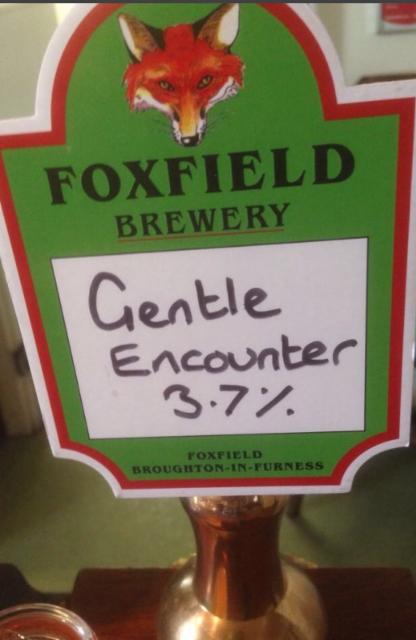 FOXFIELD
BREWERY
Gentle
Encounter
3.7%
FOXFIELD
BROUGHTON-IN-FURNESS